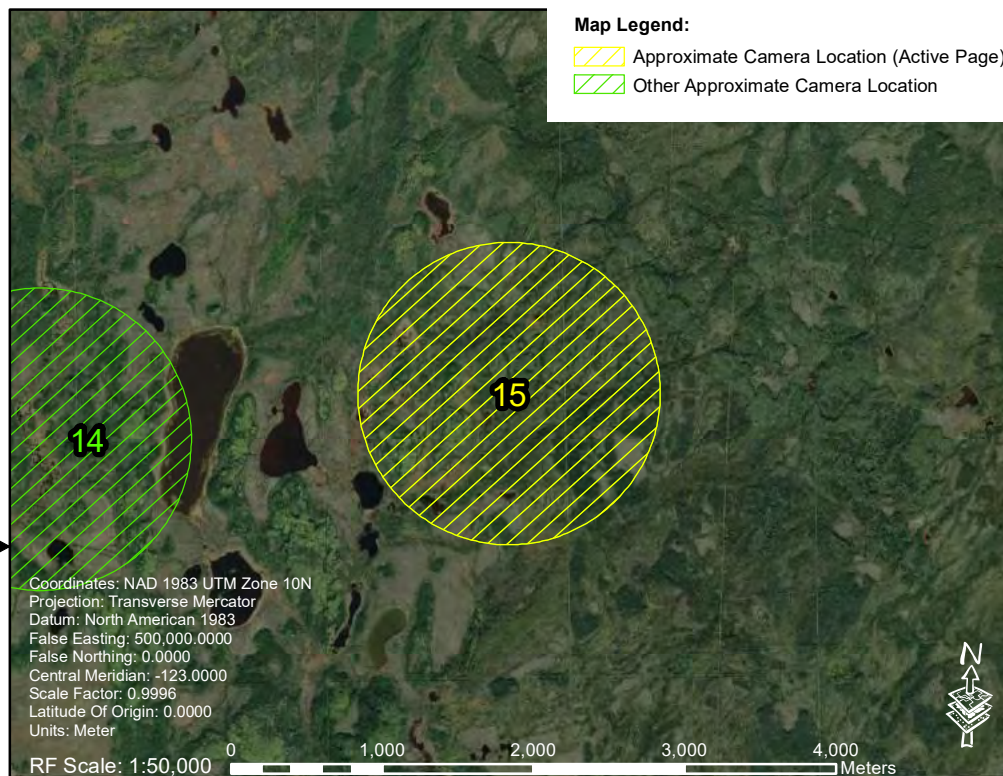 Map Legend:
Approximate Camera Location (Active Page)
Other Approximate Camera Location
15
14
Coordinates: NAD 1983 UTM Zone 10N
Projection: Transverse Mercator
Datum: North American 1983
False Easting: 500,000.0000
False Northing: 0.0000
Central Meridian: -123.0000
Scale Factor: 0.9996
Latitude Of Origin: 0.0000
Units: Meter
N
RF Scale: 1:50,000
0 1,000 2,000 3,000 4,000
Meters